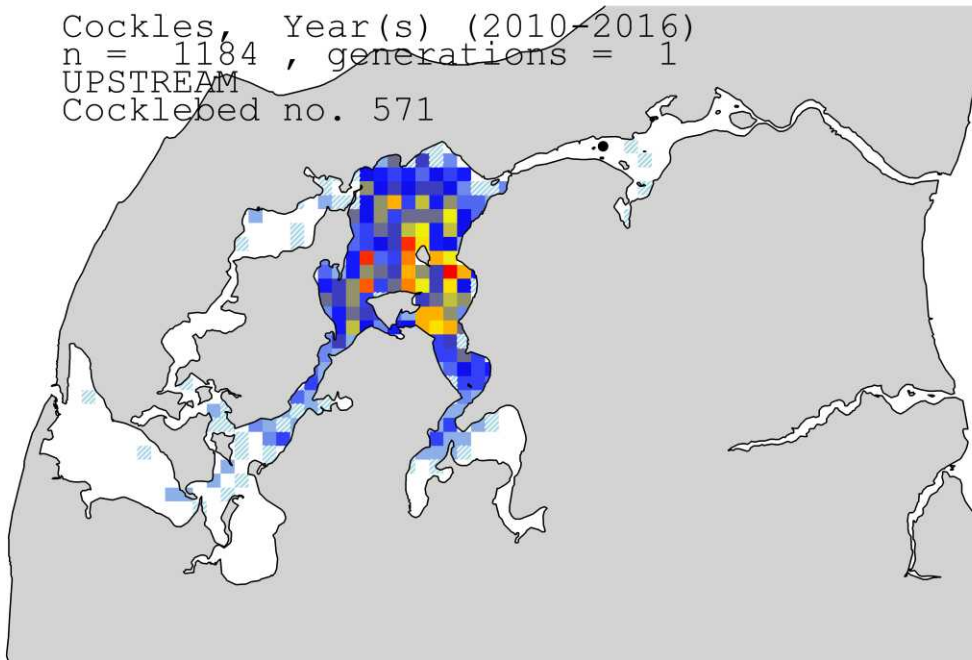 Cockles, Year(s) (2010-2016)
n = 1184 , generations = 1
UPSTREAM
Cocklebed no. 571